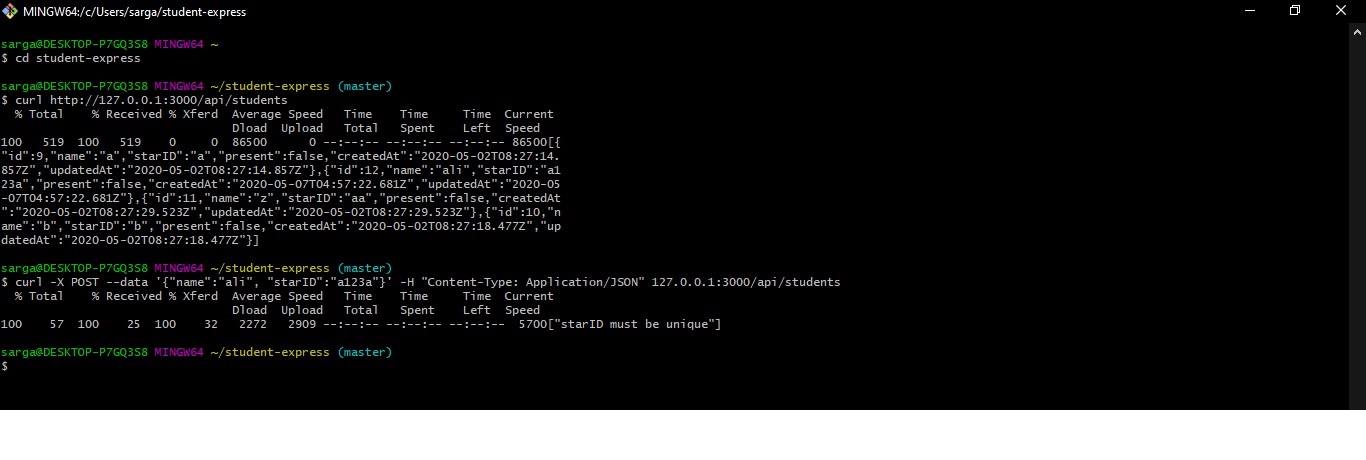 MINGW64:/c/Users/sarga/student-express
sarga@DESKTOP-P7GQ3S8 MINGW64 ~
$ cd student-express
sarga@DESKTOP-P7GQ3S8 MINGW64 ~/student-express (master)
$ curl http://127.0.0.1:3000/api/students
  % Total    % Received % Xferd  Average Speed   Time    Time     Time  Current
                                 Dload  Upload   Total   Spent    Left  Speed
100   519  100   519    0     0  86500      0 --:--:-- --:--:-- --:--:-- 86500[{
"id":9,"name":"a","starID":"a","present":false,"createdAt":"2020-05-02T08:27:14.
857Z","updatedAt":"2020-05-02T08:27:14.857Z"},{"id":12,"name":"ali","starID":"a1
23a","present":false,"createdAt":"2020-05-07T04:57:22.681Z","updatedAt":"2020-05
-07T04:57:22.681Z"},{"id":11,"name":"z","starID":"aa","present":false,"createdAt
":"2020-05-02T08:27:29.523Z","updatedAt":"2020-05-02T08:27:29.523Z"},{"id":10,"n
ame":"b","starID":"b","present":false,"createdAt":"2020-05-02T08:27:18.477Z","up
datedAt":"2020-05-02T08:27:18.477Z"}]
sarga@DESKTOP-P7GQ3S8 MINGW64 ~/student-express (master)
$ curl -X POST --data '{"name":"ali", "starID":"a123a"}' -H "Content-Type: Application/JSON" 127.0.0.1:3000/api/students
  % Total    % Received % Xferd  Average Speed   Time    Time     Time  Current
                                 Dload  Upload   Total   Spent    Left  Speed
100    57  100    25  100    32   2272   2909 --:--:-- --:--:-- --:--:--  5700["starID must be unique"]
sarga@DESKTOP-P7GQ3S8 MINGW64 ~/student-express (master)
$